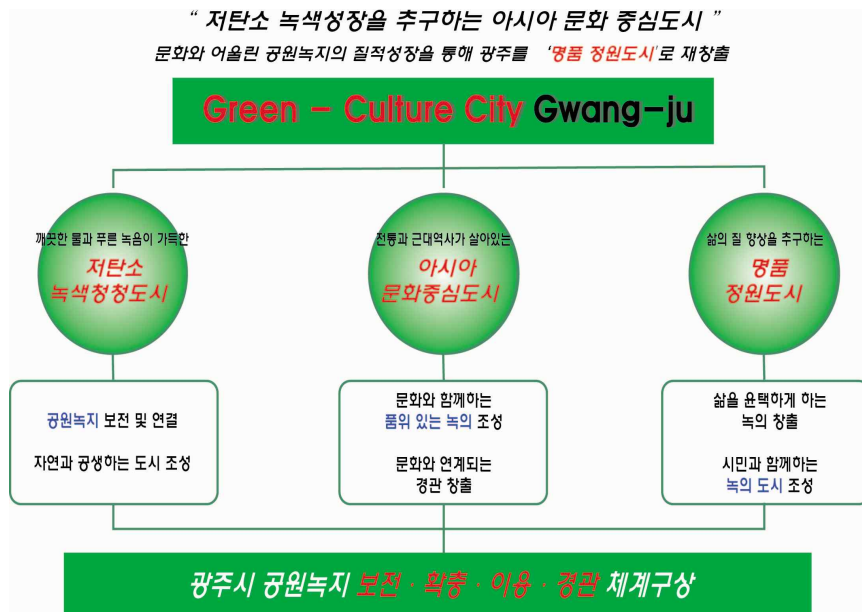 “ 저탄소 녹색성장을 추구하는 아시아 문화 중심도시 ”
문화와 어울린 공원녹지의 질적성장을 통해 광주를 ‘명품 정원도시’로 재창출
Green - Culture City Gwang-ju
깨끗한 물과 푸른 녹음이 가득한
저탄소
녹색청정도시
전통과 근대역사가 살아있는
아시아
문화중심도시
삶의 질 향상을 추구하는
명품
정원도시
공원녹지 보전 및 연결
자연과 공생하는 도시 조성
문화와 함께하는
품위 있는 녹의 조성
문화와 연계되는
경관 창출
삶을 윤택하게 하는
녹의 창출
시민과 함께하는
녹의 도시 조성
광주시 공원녹지 보전 · 확충 · 이용 · 경관 체계구상